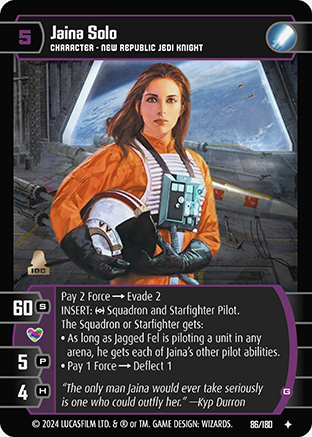 5
Jaina Solo
CHARACTER - NEW REPUBLIC JEDI KNIGHT
60 S
5 P
4 H
Pay 2 Force → Evade 2
INSERT: Squadron and Starfighter Pilot.
The Squadron or Starfighter gets:
• As long as Jagged Fel is piloting a unit in any
arena, he gets each of Jaina's other pilot abilities.
• Pay 1 Force → Deflect 1
"The only man Jaina would ever take seriously
is one who could outfly her." —Kyp Durron
G
© 2024 LUCASFILM LTD. & ® or TM. GAME DESIGN: WIZARDS.
86/180